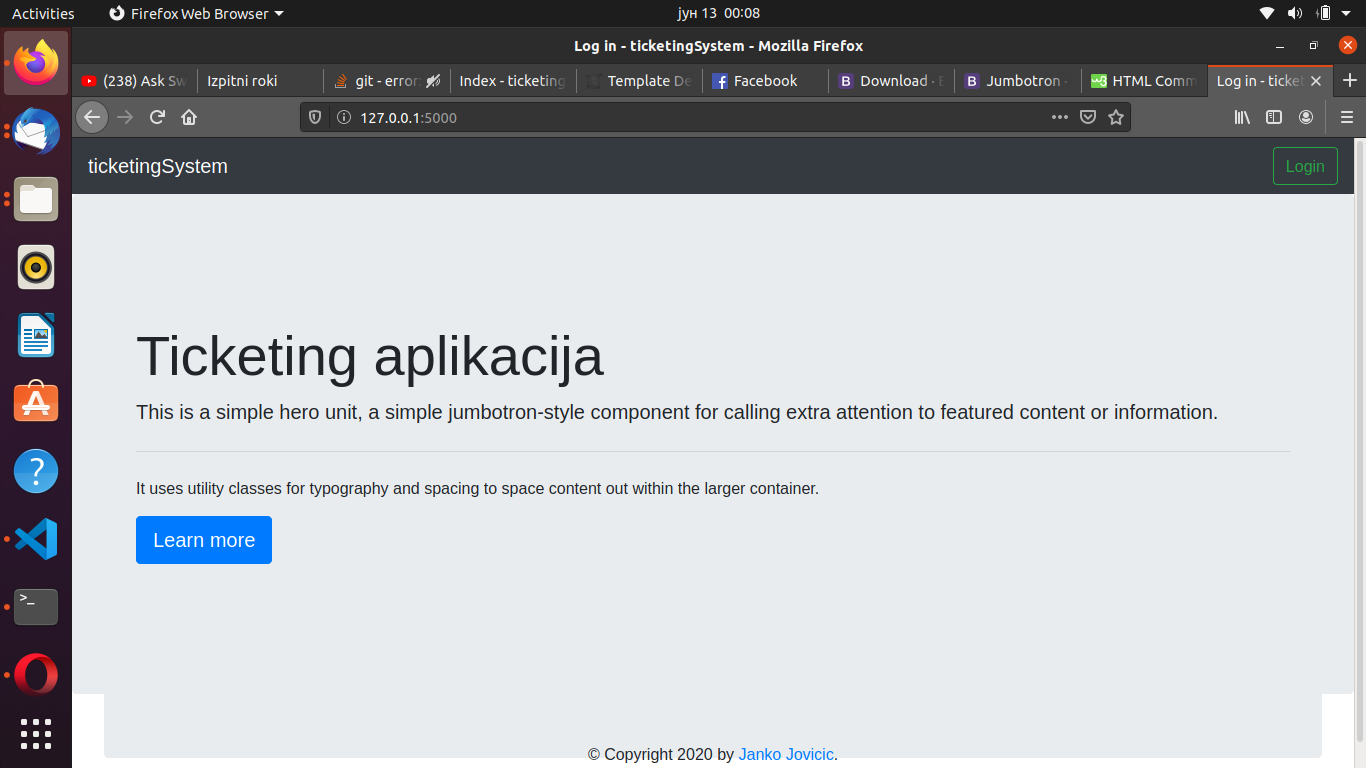 Activities
Firefox Web Browser
јун 13 00:08
Log in - ticketingSystem - Mozilla Firefox
(238) Ask Sw
Izpitni roki
git - error:
Index - ticketing
Template De
Facebook
Download · B
Jumbotron ·
HTML Comm
Log in - ticket
127.0.0.1:5000
ticketingSystem
Login
Ticketing aplikacija
This is a simple hero unit, a simple jumbotron-style component for calling extra attention to featured content or information.
It uses utility classes for typography and spacing to space content out within the larger container.
Learn more
© Copyright 2020 by Janko Jovicic.